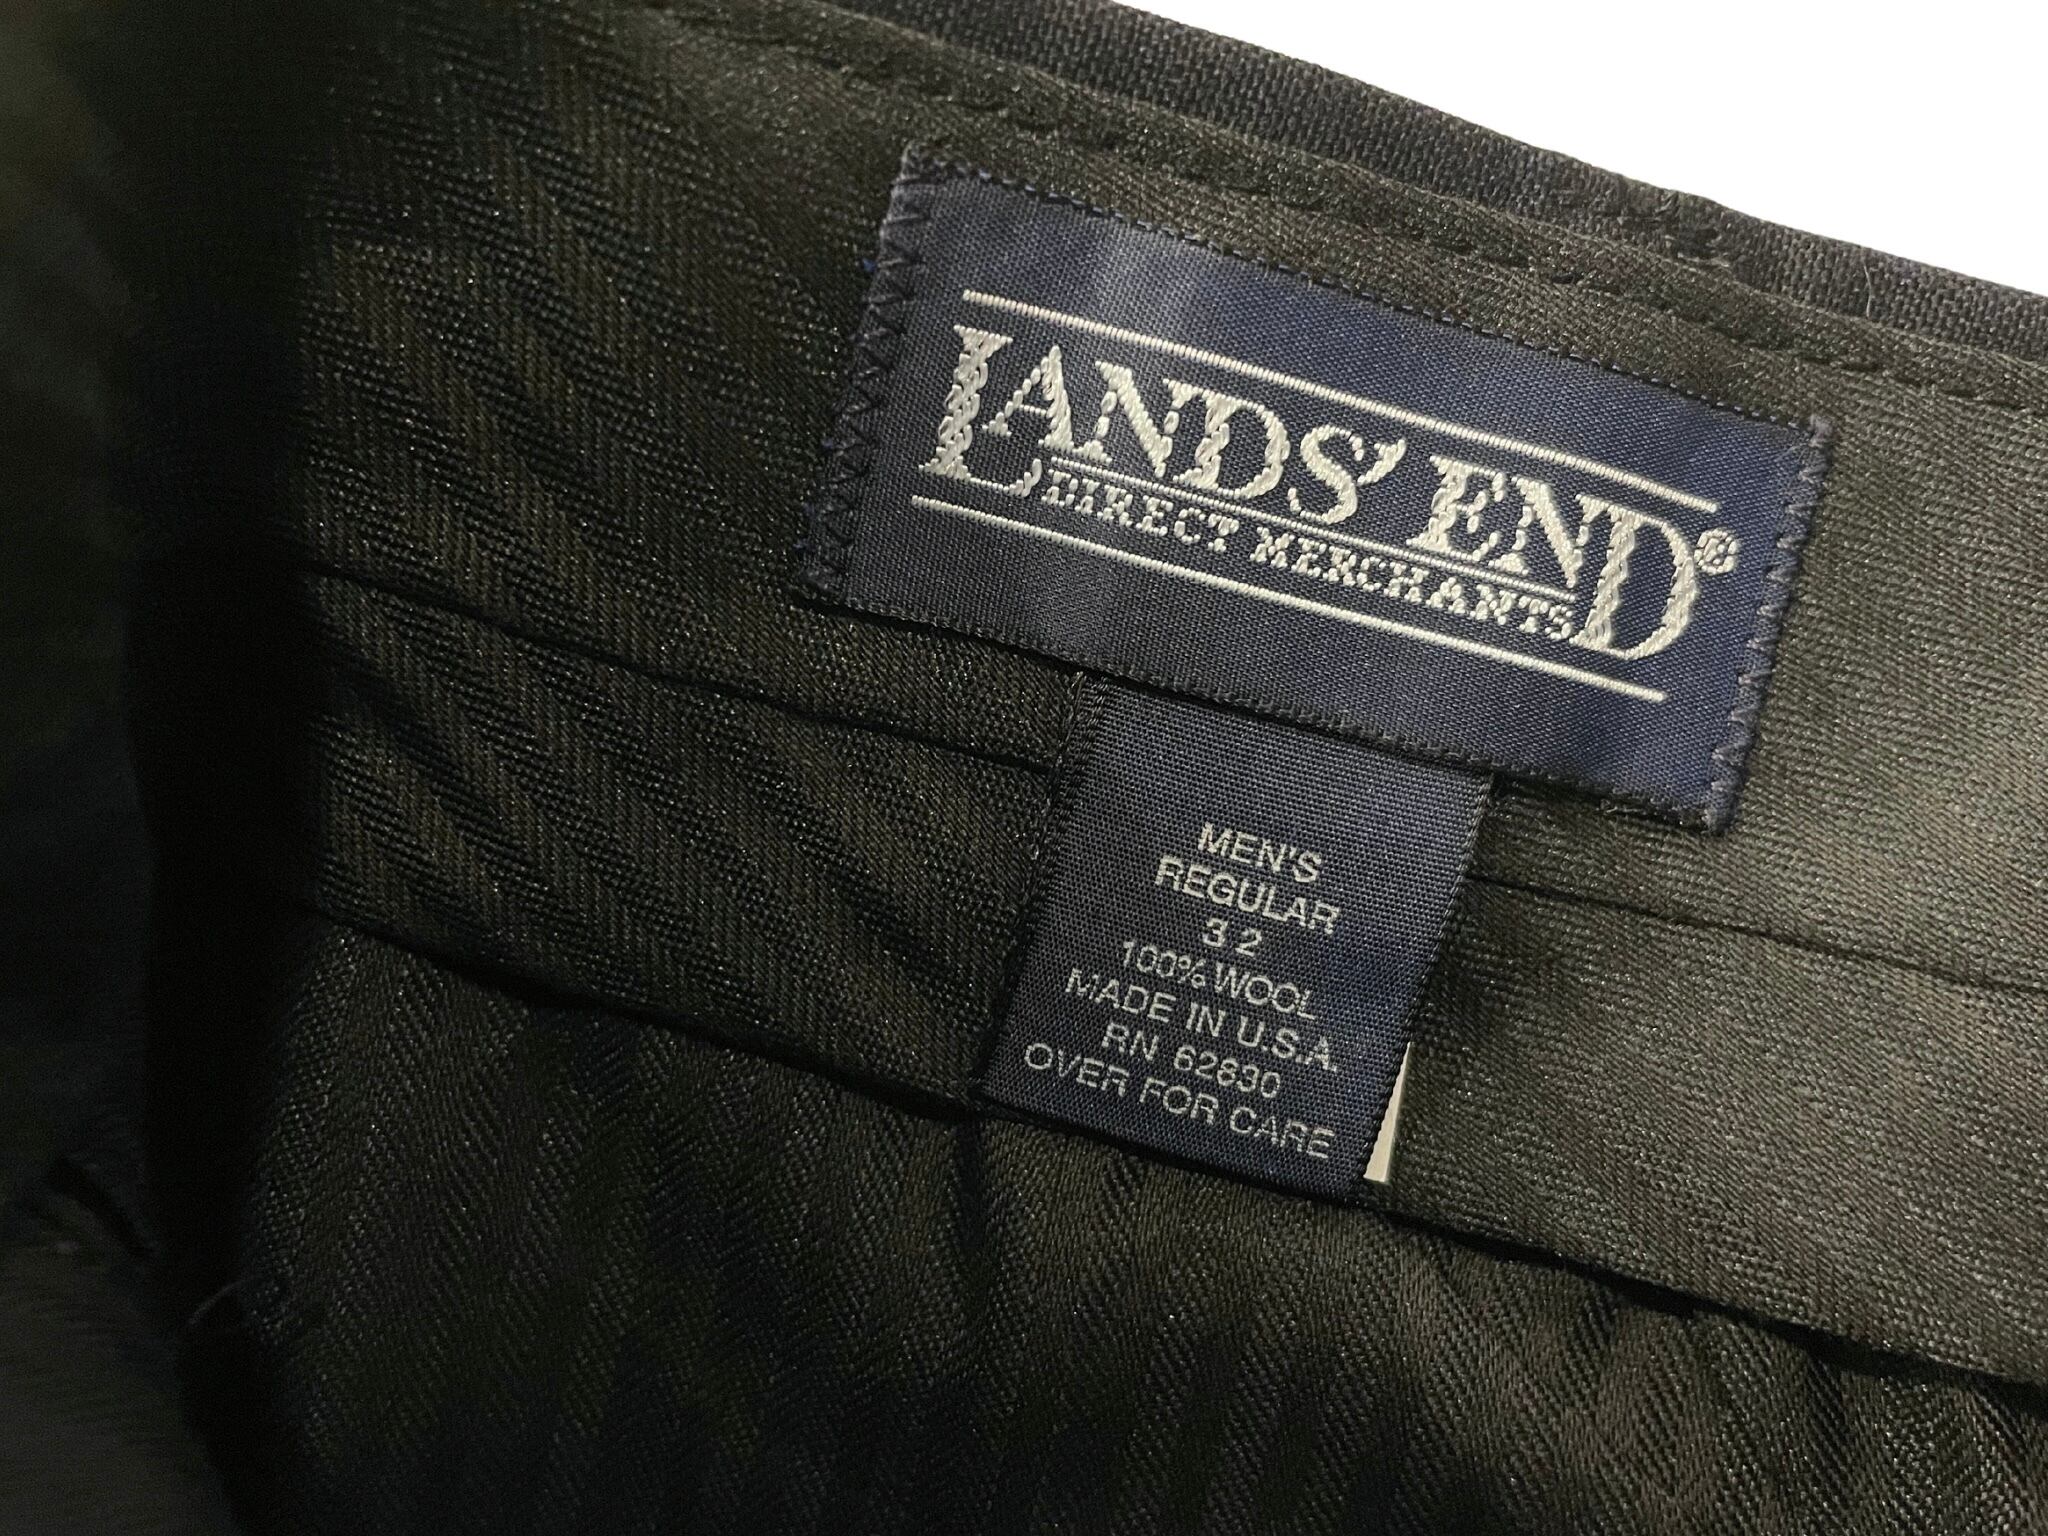 LANDS' END®
DIRECT MERCHANTS
MEN'S
REGULAR
32
100% WOOL
MADE IN U.S.A.
RN 62830
OVER FOR CARE